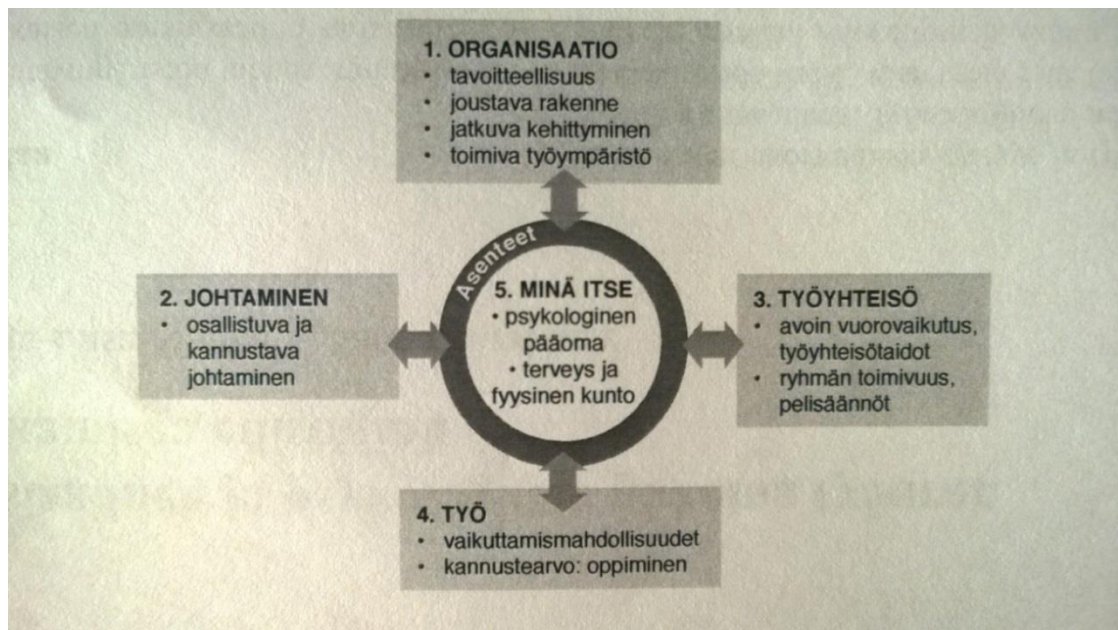 1. ORGANISAATIO
• tavoitteellisuus
• joustava rakenne
• jatkuva kehittyminen
• toimiva työympäristö
Asenteet
2. JOHTAMINEN
• osallistuva ja
kannustava
johtaminen
5. MINÄ ITSE
• psykologinen
pääoma
• terveys ja
fyysinen kunto
3. TYÖYHTEISÖ
• avoin vuorovaikutus,
työyhteisötaidot
• ryhmän toimivuus,
pelisäännöt
4. TYÖ
• vaikuttamismahdollisuudet
• kannustearvo: oppiminen